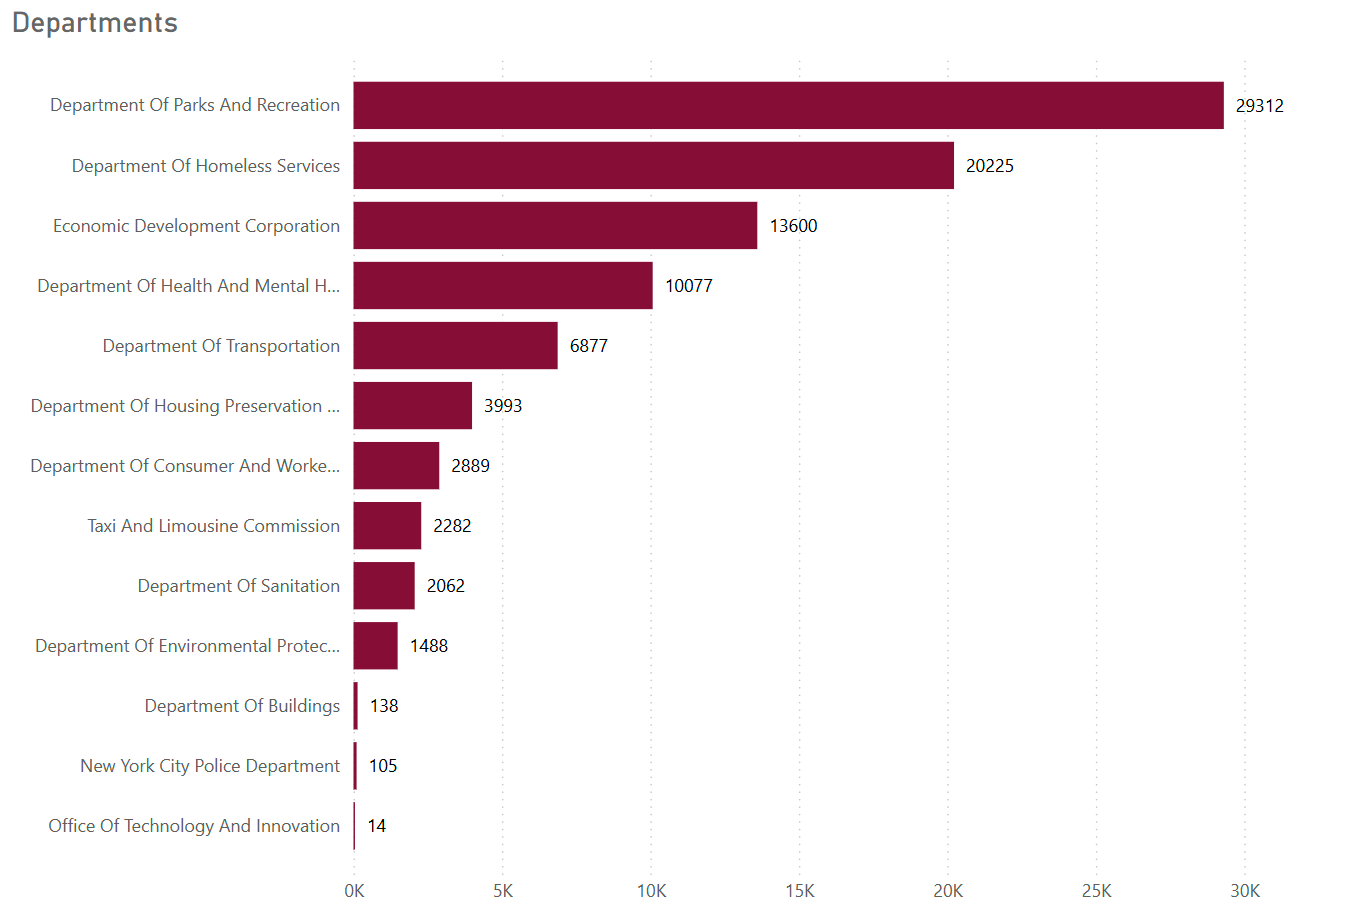 Departments
Department Of Parks And Recreation 29312
Department Of Homeless Services 20225
Economic Development Corporation 13600
Department Of Health And Mental H... 10077
Department Of Transportation 6877
Department Of Housing Preservation ... 3993
Department Of Consumer And Worke... 2889
Taxi And Limousine Commission 2282
Department Of Sanitation 2062
Department Of Environmental Protec... 1488
Department Of Buildings 138
New York City Police Department 105
Office Of Technology And Innovation 14
0K 5K 10K 15K 20K 25K 30K